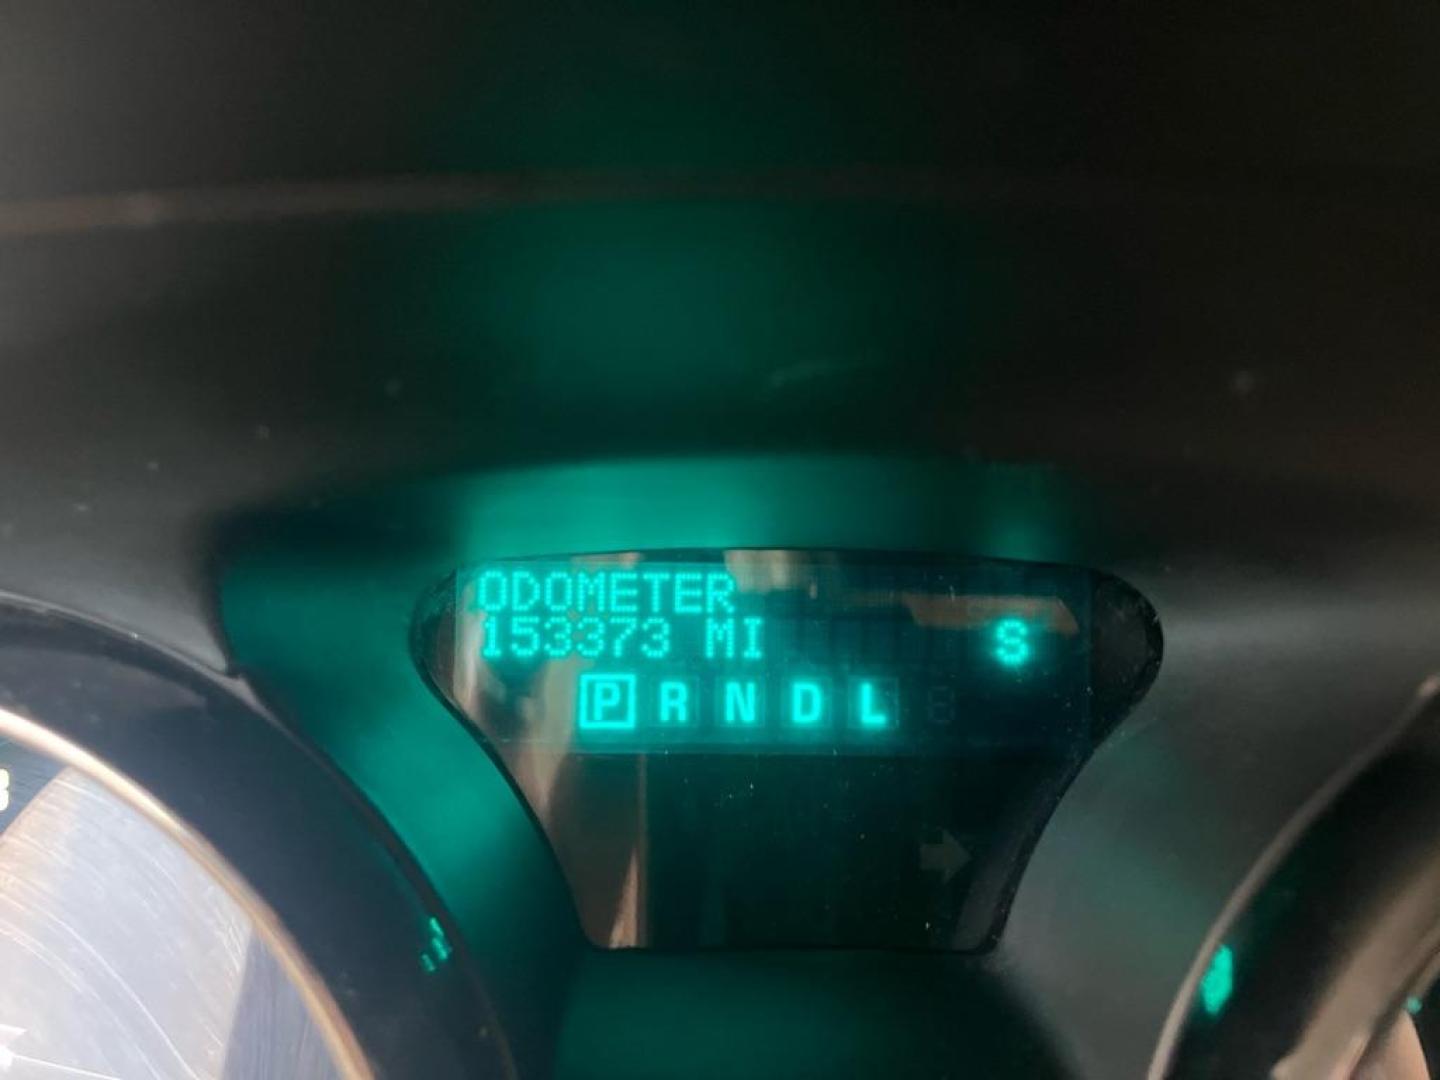 ODOMETER
153373 MI S
P R N D L